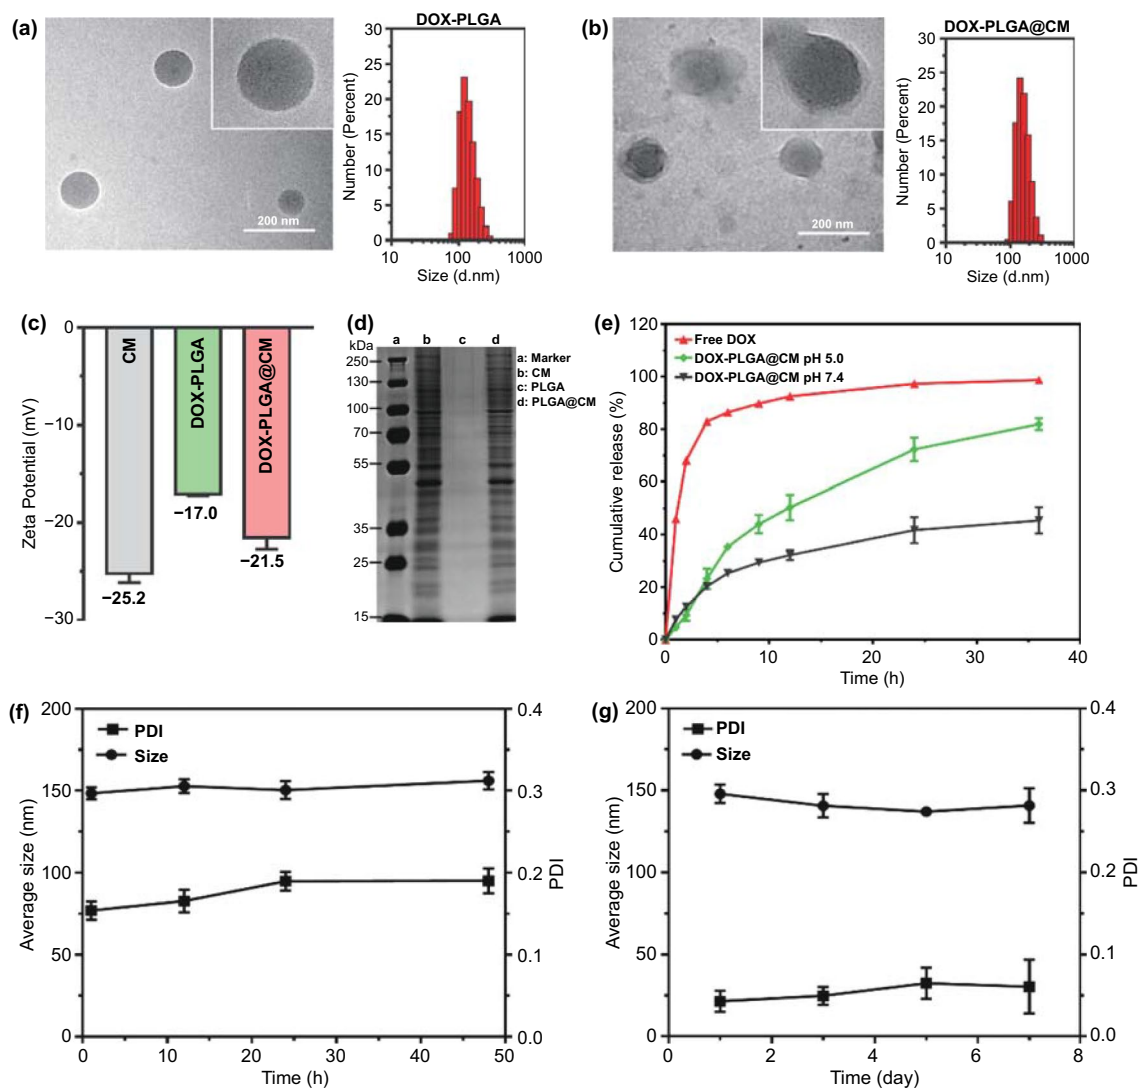 (a)
DOX-PLGA
200 nm
Number (Percent)
30
25
20
15
10
5
0
10
100
1000
Size (d.nm)
(b)
DOX-PLGA@CM
200 nm
Number (Percent)
30
25
20
15
10
5
0
10
100
1000
Size (d.nm)
(c)
Zeta Potential (mV)
0
−10
−20
−30
CM
DOX-PLGA
DOX-PLGA@CM
−25.2
−17.0
−21.5
(d)
kDa
a b c d
250
130
100
70
55
35
25
15
a: Marker
b: CM
c: PLGA
d: PLGA@CM
(e)
Cumulative release (%)
120
100
80
60
40
20
0
Free DOX
DOX-PLGA@CM pH 5.0
DOX-PLGA@CM pH 7.4
0 10 20 30 40
Time (h)
(f)
Average size (nm)
200
150
100
50
0
PDI
Size
0.4
0.3
0.2
0.1
0.0
PDI
0 10 20 30 40 50
Time (h)
(g)
Average size (nm)
200
150
100
50
0
PDI
Size
0.4
0.3
0.2
0.1
0.0
PDI
0 2 4 6 8
Time (day)